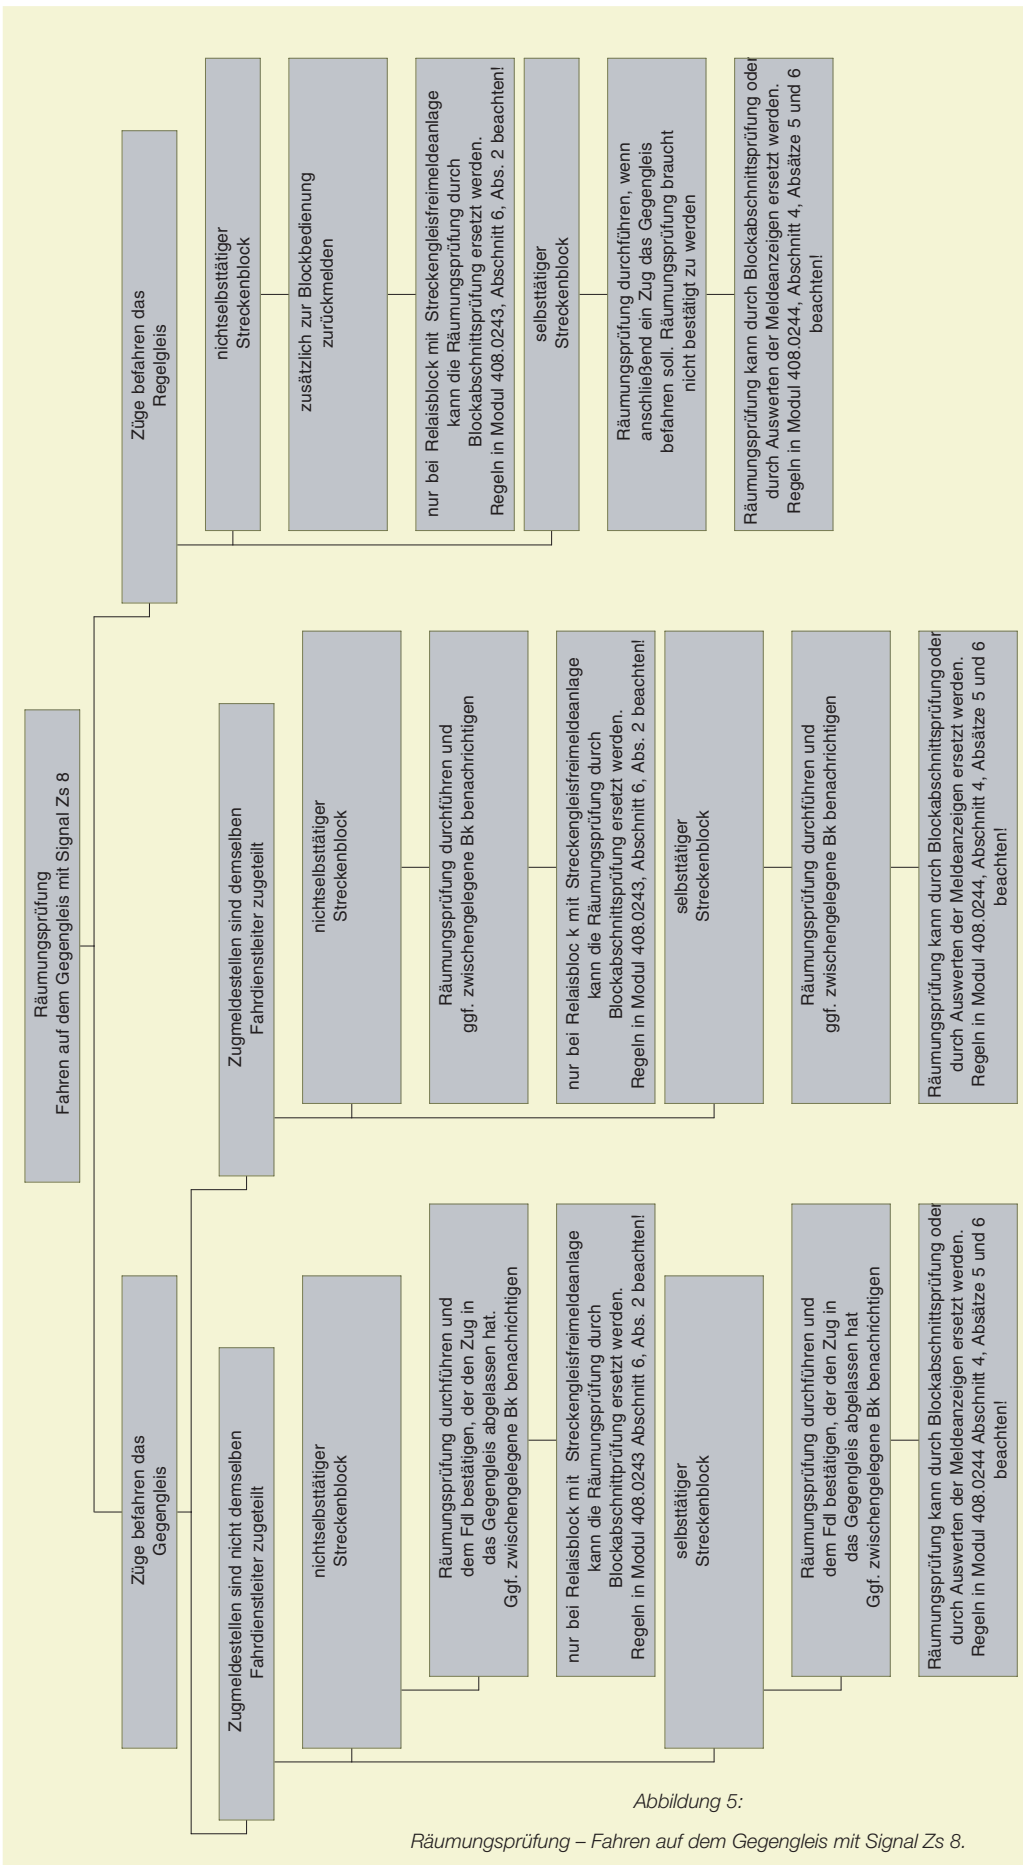 Räumungsprüfung
Fahren auf dem Gegengleis mit Signal Zs 8
Züge befahren das
Gegengleis
Zugmeldestellen sind nicht demselben
Fahrdienstleiter zugeteilt
nichtselbsttätiger
Streckenblock
Räumungsprüfung durchführen und
dem Fdl bestätigen, der den Zug in
das Gegengleis abgelassen hat.
Ggf. zwischengelegene Bk benachrichtigen
nur bei Relaisblock mit Streckengleisfreimeldeanlage
kann die Räumungsprüfung durch
Blockabschnittprüfung ersetzt werden.
Regeln in Modul 408.0243 Abschnitt 6, Abs. 2 beachten!
selbsttätiger
Streckenblock
Räumungsprüfung durchführen und
dem Fdl bestätigen, der den Zug in
das Gegengleis abgelassen hat
Ggf. zwischengelegene Bk benachrichtigen
Räumungsprüfung kann durch Blockabschnittsprüfung oder
durch Auswerten der Meldeanzeigen ersetzt werden.
Regeln in Modul 408.0244 Abschnitt 4, Absätze 5 und 6
beachten!
Zugmeldestellen sind demselben
Fahrdienstleiter zugeteilt
nichtselbsttätiger
Streckenblock
Räumungsprüfung durchführen und
ggf. zwischengelegene Bk benachrichtigen
nur bei Relaisbloc k mit Streckengleisfreimeldeanlage
kann die Räumungsprüfung durch
Blockabschnittsprüfung ersetzt werden.
Regeln in Modul 408.0243, Abschnitt 6, Abs. 2 beachten!
selbsttätiger
Streckenblock
Räumungsprüfung durchführen und
ggf. zwischengelegene Bk benachrichtigen
Räumungsprüfung kann durch Blockabschnittsprüfung oder
durch Auswerten der Meldeanzeigen ersetzt werden.
Regeln in Modul 408.0244, Abschnitt 4, Absätze 5 und 6
beachten!
Züge befahren das
Regelgleis
nichtselbsttätiger
Streckenblock
zusätzlich zur Blockbedienung
zurückmelden
nur bei Relaisblock mit Streckengleisfreimeldeanlage
kann die Räumungsprüfung durch
Blockabschnittsprüfung ersetzt werden.
Regeln in Modul 408.0243, Abschnitt 6, Abs. 2 beachten!
selbsttätiger
Streckenblock
Räumungsprüfung durchführen, wenn
anschließend ein Zug das Gegengleis
befahren soll. Räumungsprüfung braucht
nicht bestätigt zu werden
Räumungsprüfung kann durch Blockabschnittsprüfung oder
durch Auswerten der Meldeanzeigen ersetzt werden.
Regeln in Modul 408.0244, Abschnitt 4, Absätze 5 und 6
beachten!
Abbildung 5:
Räumungsprüfung – Fahren auf dem Gegengleis mit Signal Zs 8.